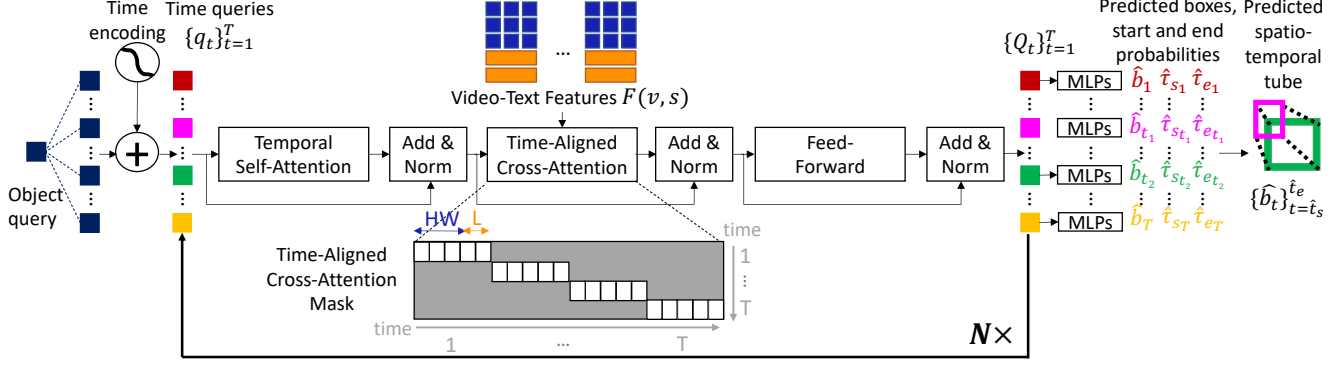 Time
encoding
Time queries
{q_t}_{t=1}^T
Object
query
+
Temporal
Self-Attention
Add &
Norm
...
Video-Text Features F(v, s)
Time-Aligned
Cross-Attention
Add &
Norm
Feed-
Forward
Add &
Norm
HW
L
Time-Aligned
Cross-Attention
Mask
time
1
⋮
T
time
1 ... T
N×
{Q_t}_{t=1}^T
MLPs
MLPs
MLPs
MLPs
Predicted boxes,
start and end
probabilities
b̂_1 τ̂_{s_1} τ̂_{e_1}
b̂_{t_1} τ̂_{s_{t_1}} τ̂_{e_{t_1}}
b̂_{t_2} τ̂_{s_{t_2}} τ̂_{e_{t_2}}
b̂_T τ̂_{s_T} τ̂_{e_T}
Predicted
spatio-
temporal
tube
{b̂_t}_{t=t̂_s}^{t̂_e}